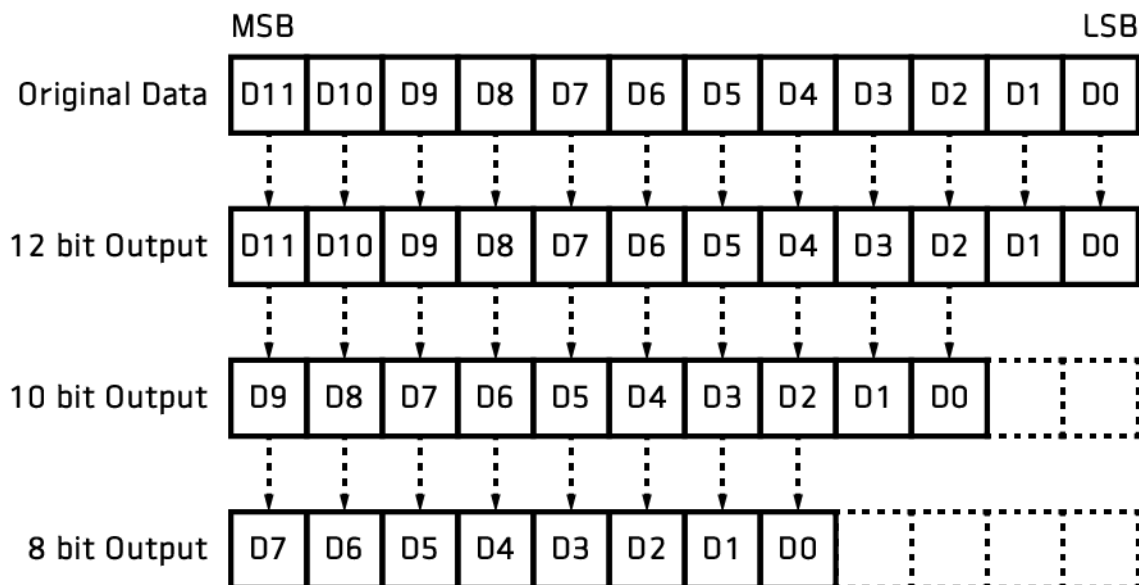 MSB LSB
Original Data D11 D10 D9 D8 D7 D6 D5 D4 D3 D2 D1 D0
12 bit Output D11 D10 D9 D8 D7 D6 D5 D4 D3 D2 D1 D0
10 bit Output D9 D8 D7 D6 D5 D4 D3 D2 D1 D0
8 bit Output D7 D6 D5 D4 D3 D2 D1 D0